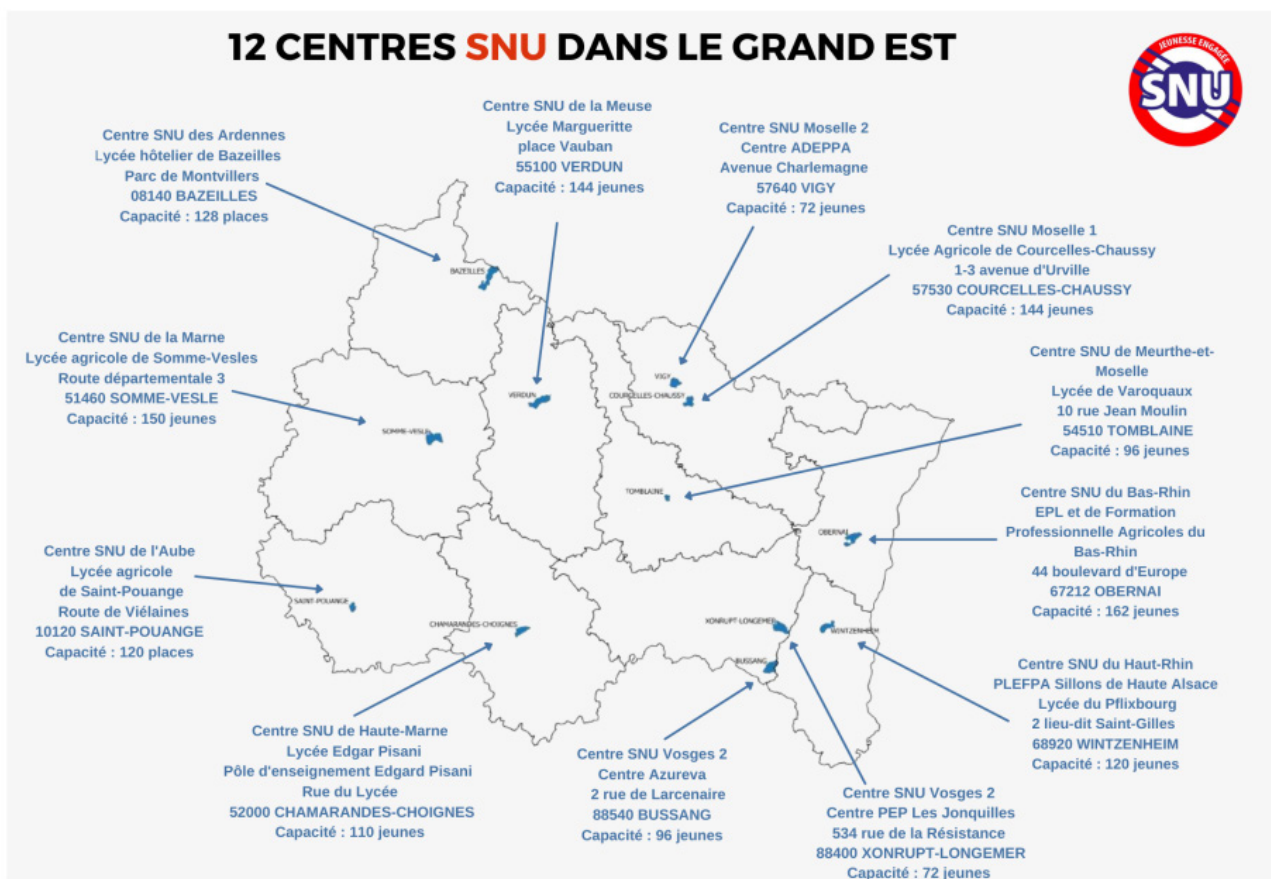 12 CENTRES SNU DANS LE GRAND EST
JEUNESSE ENGAGÉE
SNU
Centre SNU des Ardennes
Lycée hôtelier de Bazeilles
Parc de Montvillers
08140 BAZEILLES
Capacité : 128 places
Centre SNU de la Meuse
Lycée Margueritte
place Vauban
55100 VERDUN
Capacité : 144 jeunes
Centre SNU Moselle 2
Centre ADEPPA
Avenue Charlemagne
57640 VIGY
Capacité : 72 jeunes
Centre SNU Moselle 1
Lycée Agricole de Courcelles-Chaussy
1-3 avenue d'Urville
57530 COURCELLES-CHAUSSY
Capacité : 144 jeunes
Centre SNU de la Marne
Lycée agricole de Somme-Vesles
Route départementale 3
51460 SOMME-VESLE
Capacité : 150 jeunes
Centre SNU de Meurthe-et-
Moselle
Lycée de Varoquaux
10 rue Jean Moulin
54510 TOMBLAINE
Capacité : 96 jeunes
Centre SNU du Bas-Rhin
EPL et de Formation
Professionnelle Agricoles du
Bas-Rhin
44 boulevard d'Europe
67212 OBERNAI
Capacité : 162 jeunes
Centre SNU de l'Aube
Lycée agricole
de Saint-Pouange
Route de Viélaines
10120 SAINT-POUANGE
Capacité : 120 places
Centre SNU du Haut-Rhin
PLEFPA Sillons de Haute Alsace
Lycée du Pflixbourg
2 lieu-dit Saint-Gilles
68920 WINTZENHEIM
Capacité : 120 jeunes
Centre SNU de Haute-Marne
Lycée Edgar Pisani
Pôle d'enseignement Edgard Pisani
Rue du Lycée
52000 CHAMARANDES-CHOIGNES
Capacité : 110 jeunes
Centre SNU Vosges 2
Centre Azureva
2 rue de Larcenaire
88540 BUSSANG
Capacité : 96 jeunes
Centre SNU Vosges 2
Centre PEP Les Jonquilles
534 rue de la Résistance
88400 XONRUPT-LONGEMER
Capacité : 72 jeunes
BAZEILLES
VERDUN
VIGY
COURCELLES-CHAUSSY
SOMME-VESLE
TOMBLAINE
OBERNAI
SAINT-POUANGE
CHAMARANDES-CHOIGNES
XONRUPT-LONGEMER
WINTZENHEIM
BUSSANG